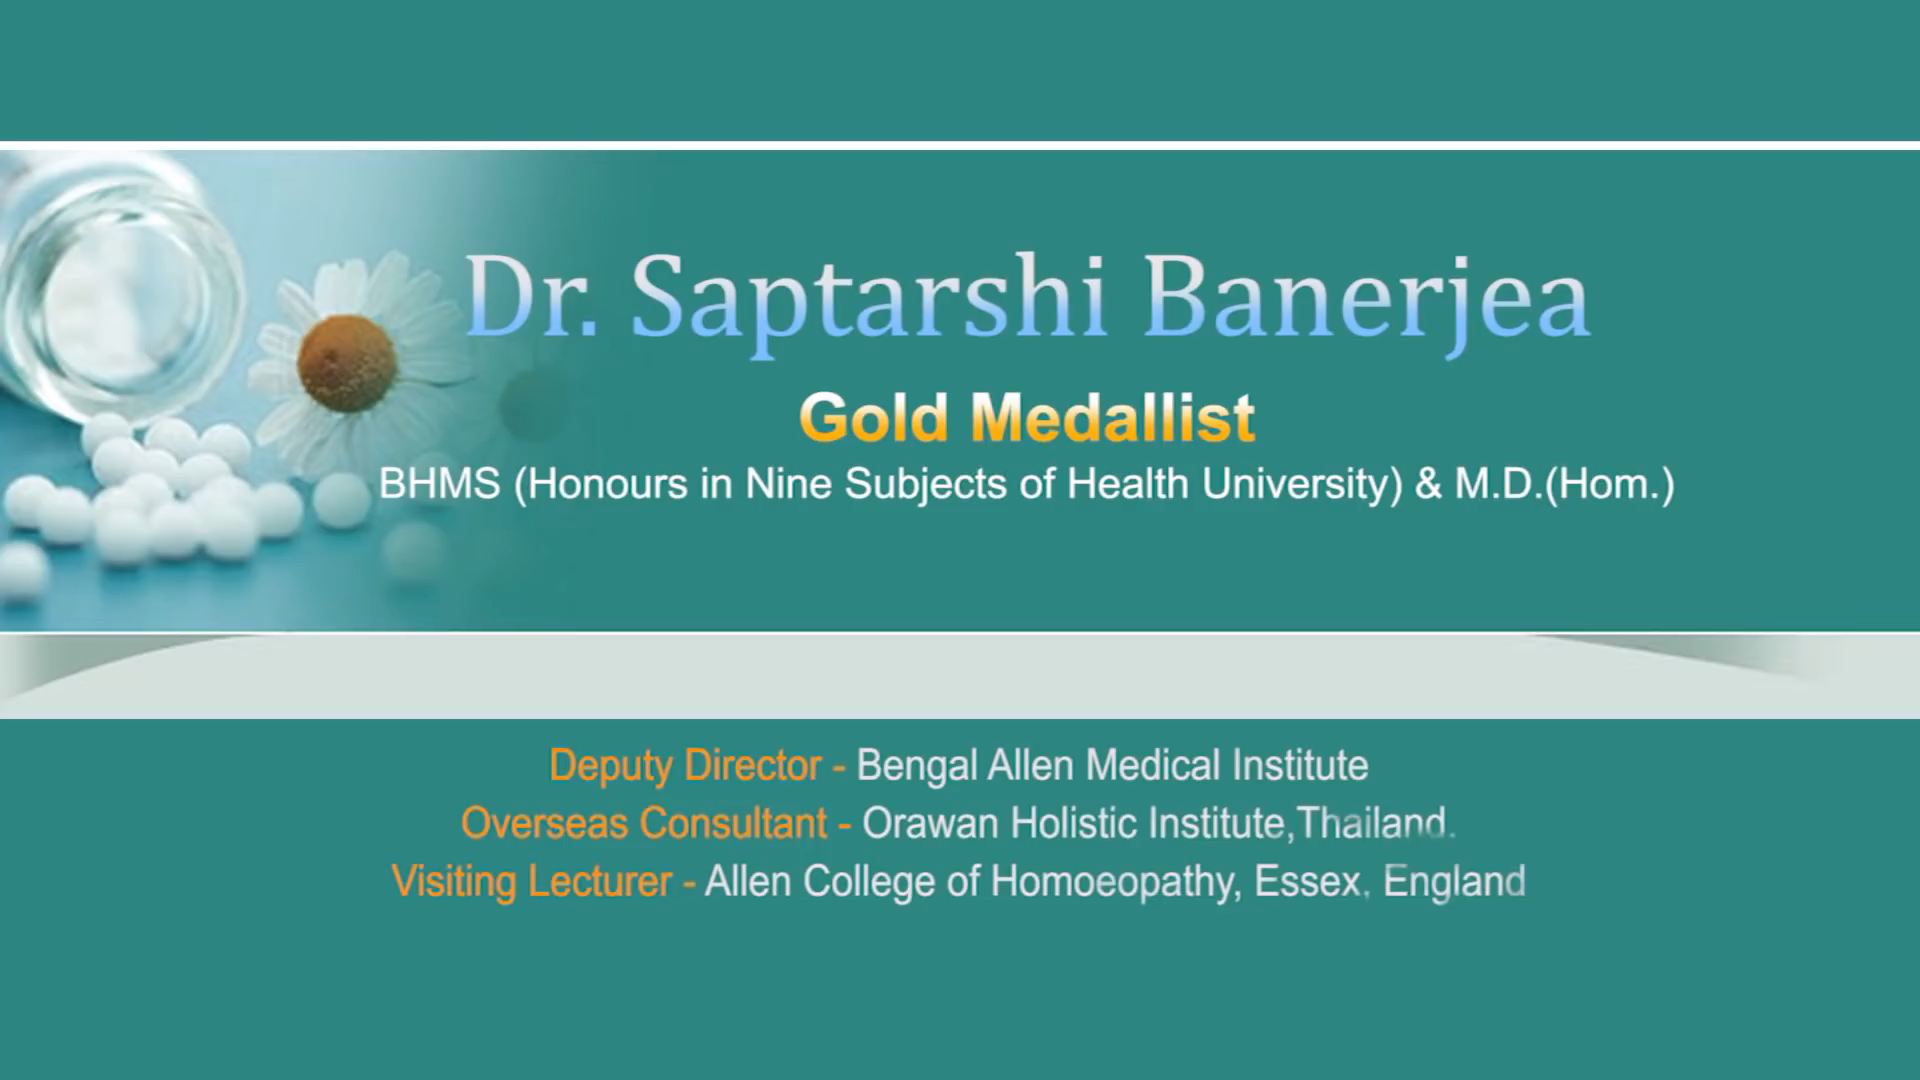 Dr. Saptarshi Banerjea
Gold Medallist
BHMS (Honours in Nine Subjects of Health University) & M.D.(Hom.)
Deputy Director - Bengal Allen Medical Institute
Overseas Consultant - Orawan Holistic Institute,Thailand.
Visiting Lecturer - Allen College of Homoeopathy, Essex, England